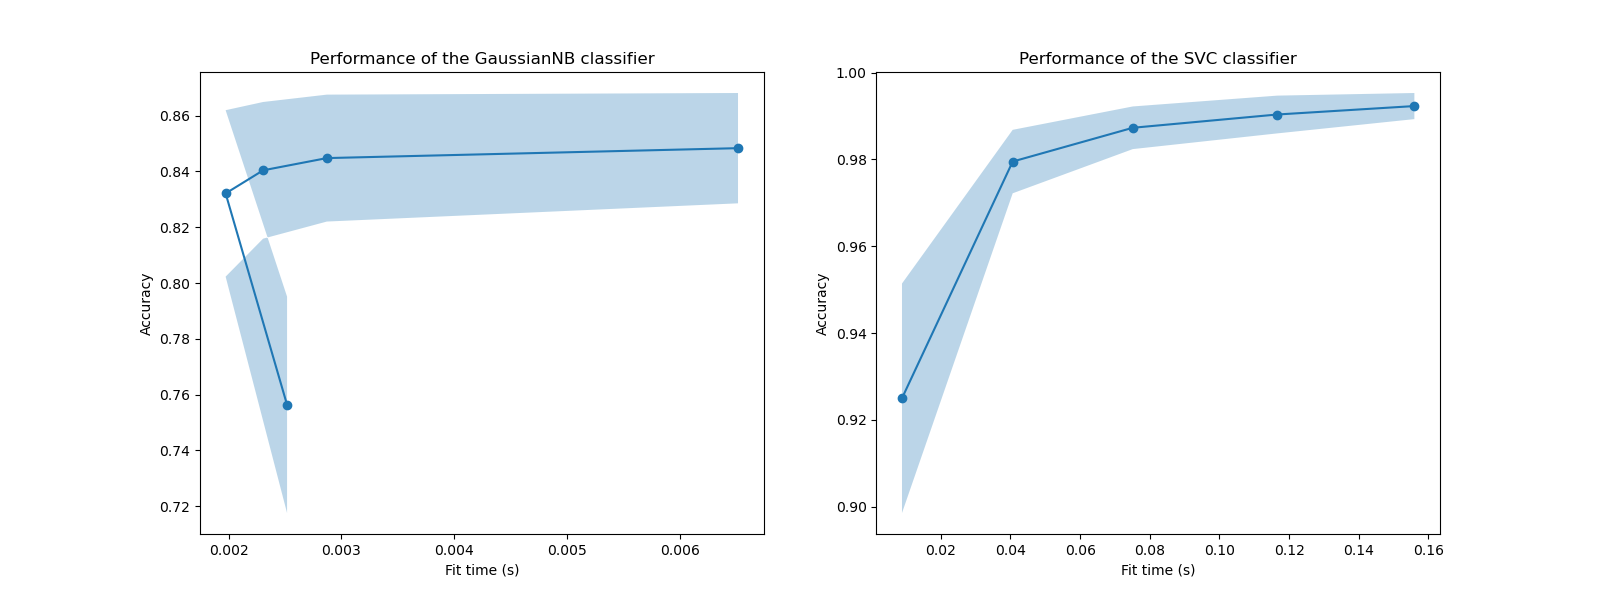 Performance of the GaussianNB classifier
Accuracy
0.86
0.84
0.82
0.80
0.78
0.76
0.74
0.72
0.002 0.003 0.004 0.005 0.006
Fit time (s)
Performance of the SVC classifier
Accuracy
1.00
0.98
0.96
0.94
0.92
0.90
0.02 0.04 0.06 0.08 0.10 0.12 0.14 0.16
Fit time (s)